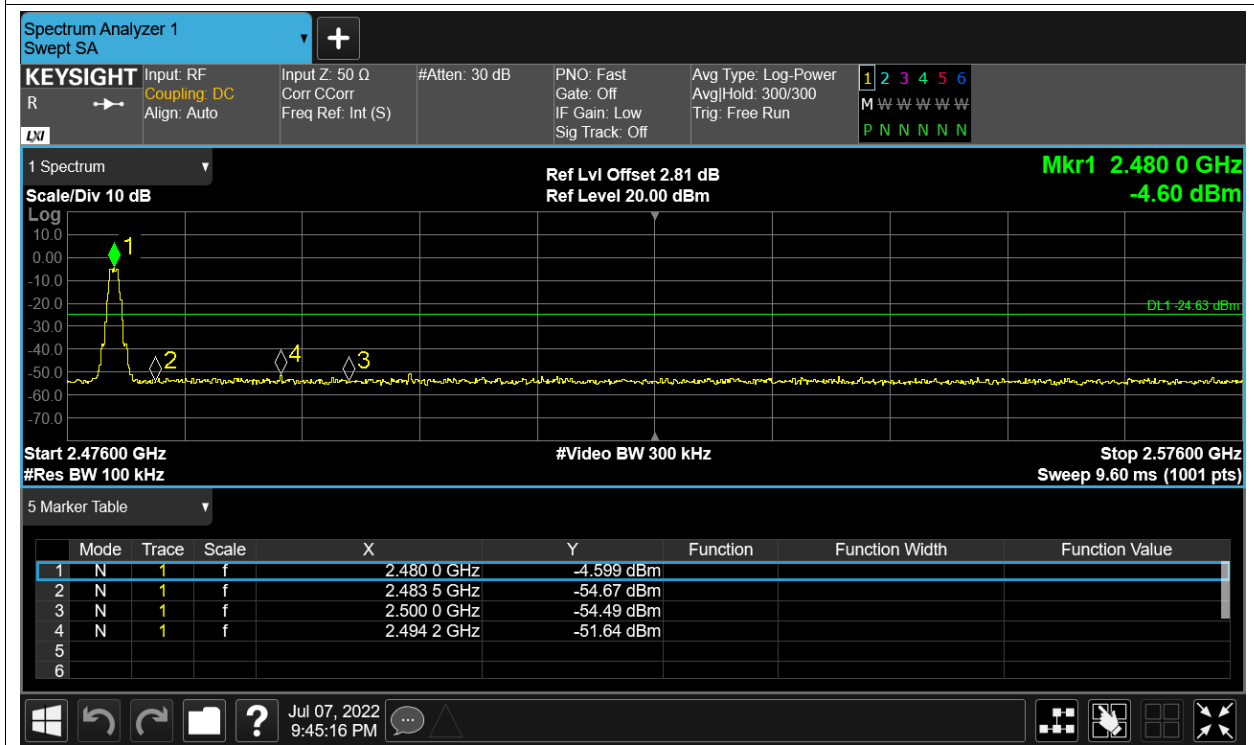 Spectrum Analyzer 1
Swept SA
KEYSIGHT
R
LXI
Input: RF
Coupling: DC
Align: Auto
Input Z: 50 Ω
Corr CCorr
Freq Ref: Int (S)
#Atten: 30 dB
PNO: Fast
Gate: Off
IF Gain: Low
Sig Track: Off
Avg Type: Log-Power
Avg|Hold: 300/300
Trig: Free Run
1 2 3 4 5 6
M W W W W W
P N N N N N
1 Spectrum
Scale/Div 10 dB
Ref Lvl Offset 2.81 dB
Ref Level 20.00 dBm
Mkr1 2.480 0 GHz
-4.60 dBm
Log
10.0
0.00
-10.0
-20.0
-30.0
-40.0
-50.0
-60.0
-70.0
1
2
4
3
DL1 -24.63 dBm
Start 2.47600 GHz
#Res BW 100 kHz
#Video BW 300 kHz
Stop 2.57600 GHz
Sweep 9.60 ms (1001 pts)
5 Marker Table
Mode Trace Scale X Y Function Function Width Function Value
1 N 1 f 2.480 0 GHz -4.599 dBm
2 N 1 f 2.483 5 GHz -54.67 dBm
3 N 1 f 2.500 0 GHz -54.49 dBm
4 N 1 f 2.494 2 GHz -51.64 dBm
5
6
?
Jul 07, 2022
9:45:16 PM